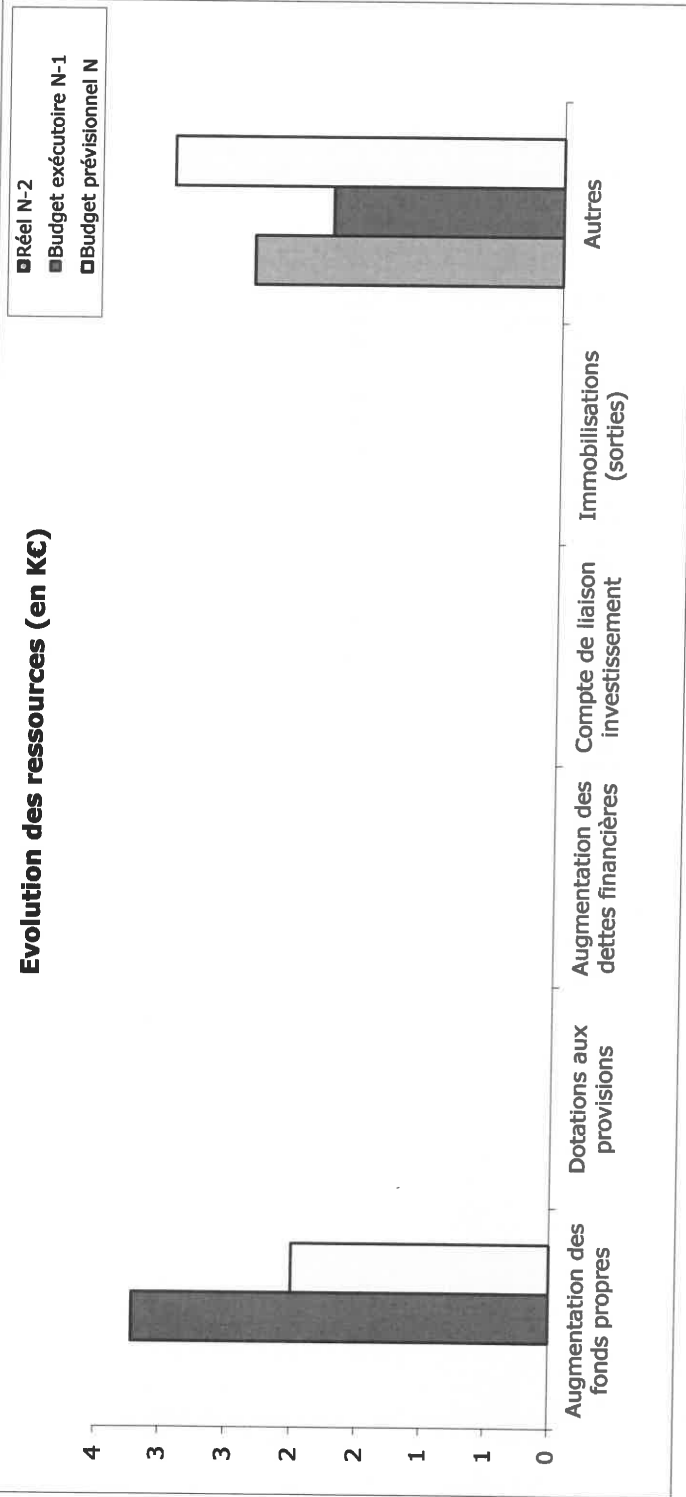 Evolution des ressources (en K€)
Réel N-2
Budget exécutoire N-1
Budget prévisionnel N
4
3
3
2
2
1
1
0
Augmentation des
fonds propres
Dotations aux
provisions
Augmentation des
dettes financières
Compte de liaison
investissement
Immobilisations
(sorties)
Autres